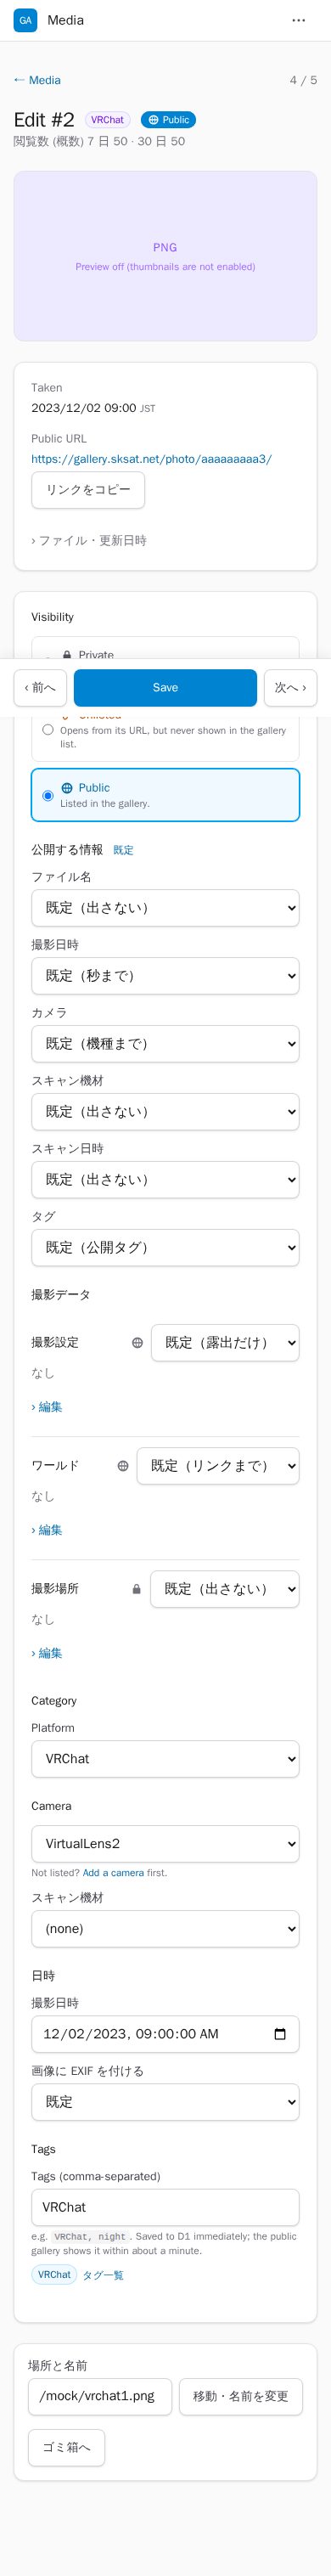 GA Media ···
← Media 4 / 5
Edit #2 VRChat Public
閲覧数 (概数) 7 日 50 · 30 日 50
PNG
Preview off (thumbnails are not enabled)
Taken
2023/12/02 09:00 JST
Public URL
https://gallery.sksat.net/photo/aaaaaaaaa3/
リンクをコピー
› ファイル・更新日時
Visibility
Private
‹ 前へ Save 次へ ›
Opens from its URL, but never shown in the gallery
list.
Public
Listed in the gallery.
公開する情報 既定
ファイル名
既定（出さない）
撮影日時
既定（秒まで）
カメラ
既定（機種まで）
スキャン機材
既定（出さない）
スキャン日時
既定（出さない）
タグ
既定（公開タグ）
撮影データ
撮影設定 既定（露出だけ）
なし
› 編集
ワールド 既定（リンクまで）
なし
› 編集
撮影場所 既定（出さない）
なし
› 編集
Category
Platform
VRChat
Camera
VirtualLens2
Not listed? Add a camera first.
スキャン機材
(none)
日時
撮影日時
12/02/2023, 09:00:00 AM
画像に EXIF を付ける
既定
Tags
Tags (comma-separated)
VRChat
e.g. VRChat, night. Saved to D1 immediately; the public
gallery shows it within about a minute.
VRChat タグ一覧
場所と名前
/mock/vrchat1.png 移動・名前を変更
ゴミ箱へ